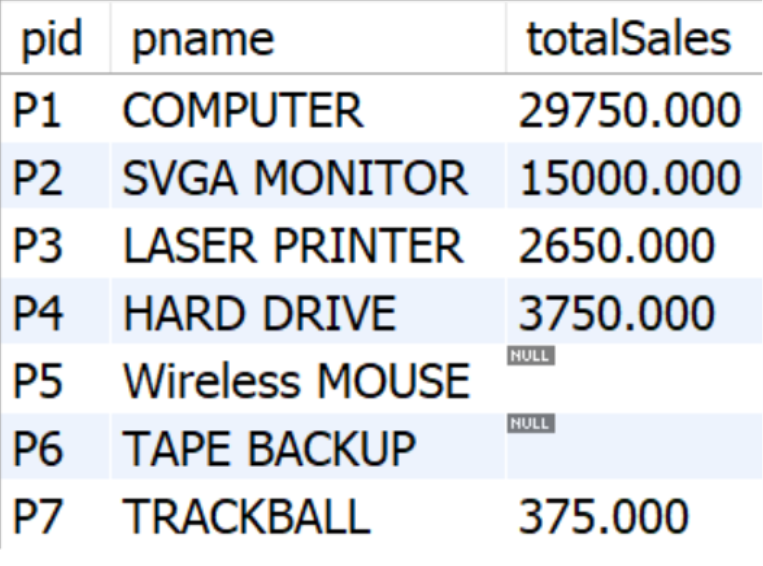 pid pname totalSales
P1 COMPUTER 29750.000
P2 SVGA MONITOR 15000.000
P3 LASER PRINTER 2650.000
P4 HARD DRIVE 3750.000
P5 Wireless MOUSE NULL
P6 TAPE BACKUP NULL
P7 TRACKBALL 375.000